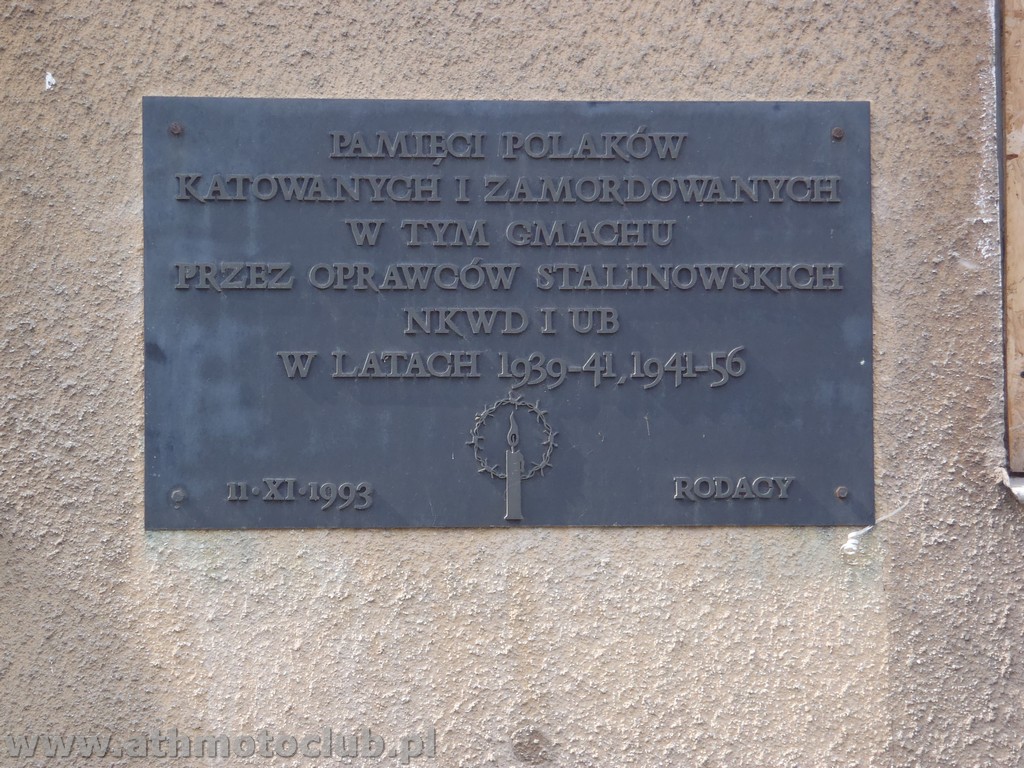 PAMIĘCI POLAKÓW
KATOWANYCH I ZAMORDOWANYCH
W TYM GMACHU
PRZEZ OPRAWCÓW STALINOWSKICH
NKWD I UB
W LATACH 1939-41, 1941-56
11·XI·1993 RODACY
www.athmotoclub.pl